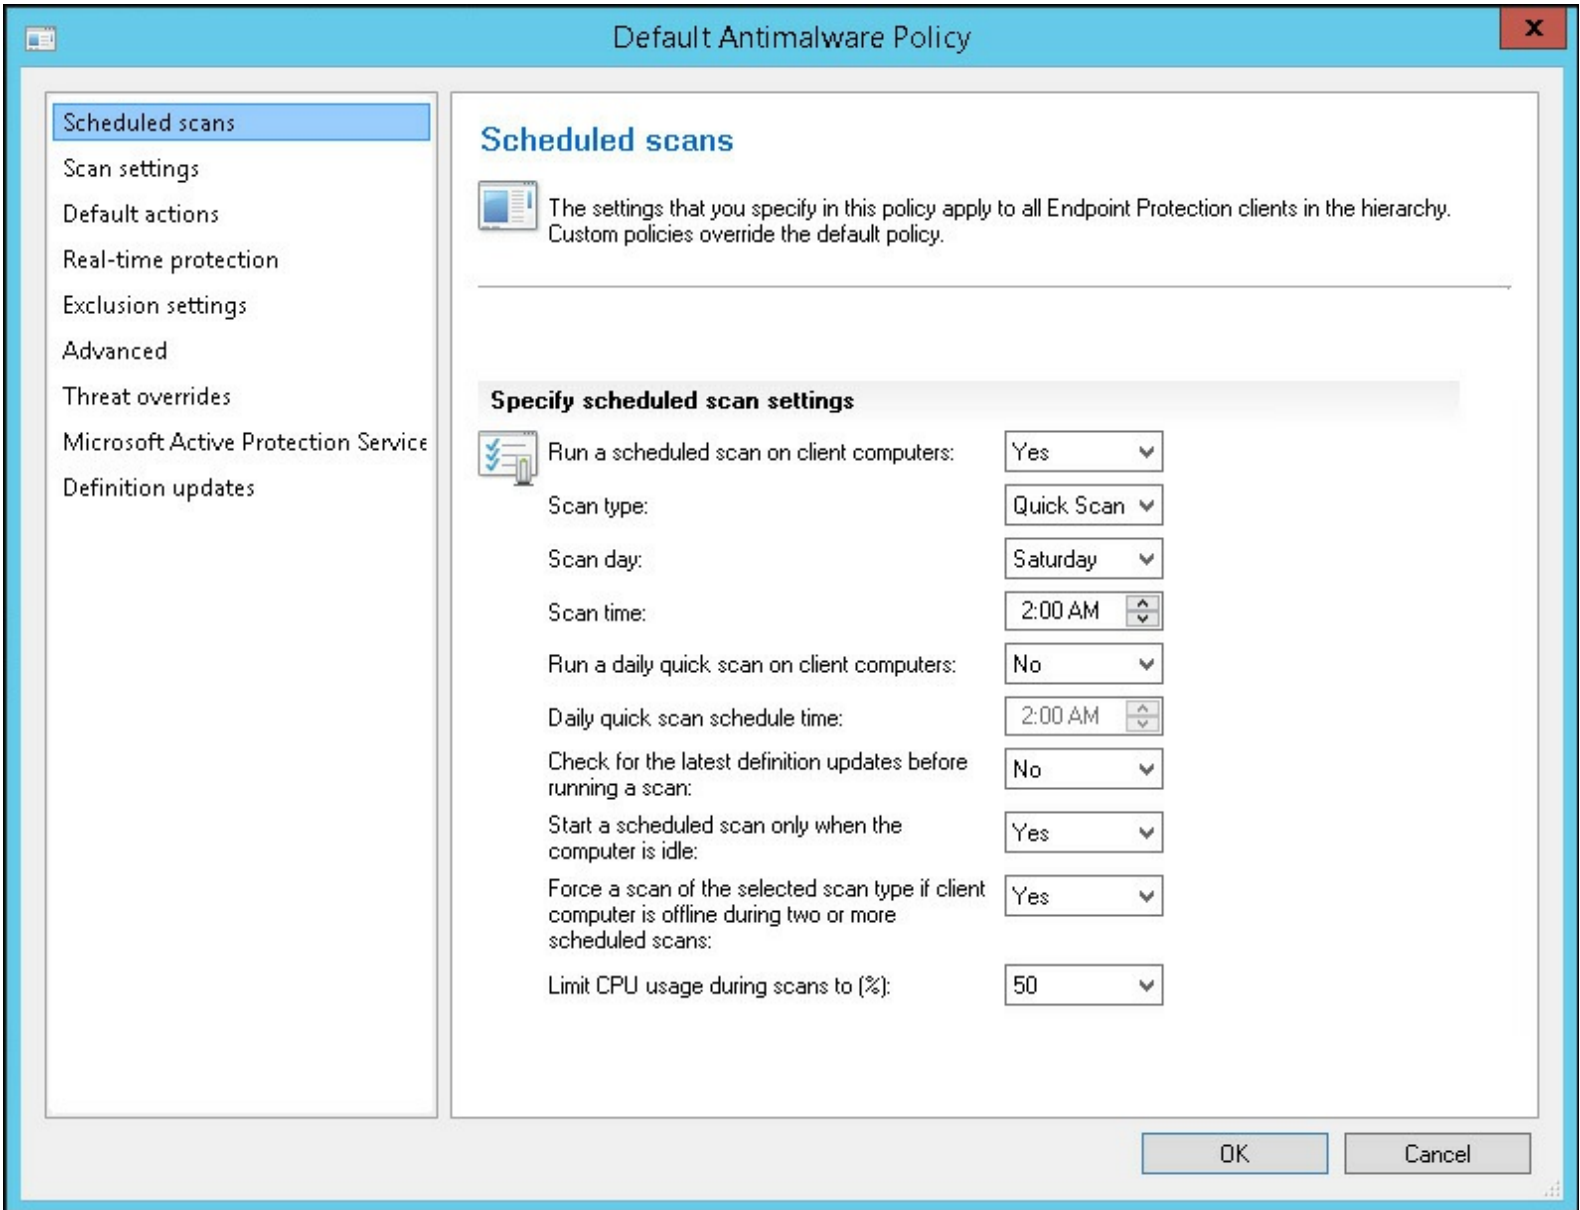 Default Antimalware Policy
X
Scheduled scans
Scan settings
Default actions
Real-time protection
Exclusion settings
Advanced
Threat overrides
Microsoft Active Protection Service
Definition updates
Scheduled scans
The settings that you specify in this policy apply to all Endpoint Protection clients in the hierarchy.
Custom policies override the default policy.
Specify scheduled scan settings
Run a scheduled scan on client computers: Yes
Scan type: Quick Scan
Scan day: Saturday
Scan time: 2:00 AM
Run a daily quick scan on client computers: No
Daily quick scan schedule time: 2:00 AM
Check for the latest definition updates before
running a scan: No
Start a scheduled scan only when the
computer is idle: Yes
Force a scan of the selected scan type if client
computer is offline during two or more
scheduled scans: Yes
Limit CPU usage during scans to (%): 50
OK Cancel